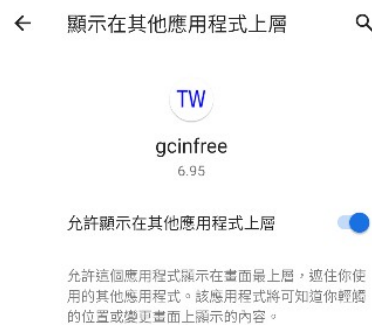 顯示在其他應用程式上層
TW
gcinfree
6.95
允許顯示在其他應用程式上層
允許這個應用程式顯示在畫面最上層，遮住你使
用的其他應用程式。該應用程式將可知道你輕觸
的位置或變更畫面上顯示的內容。